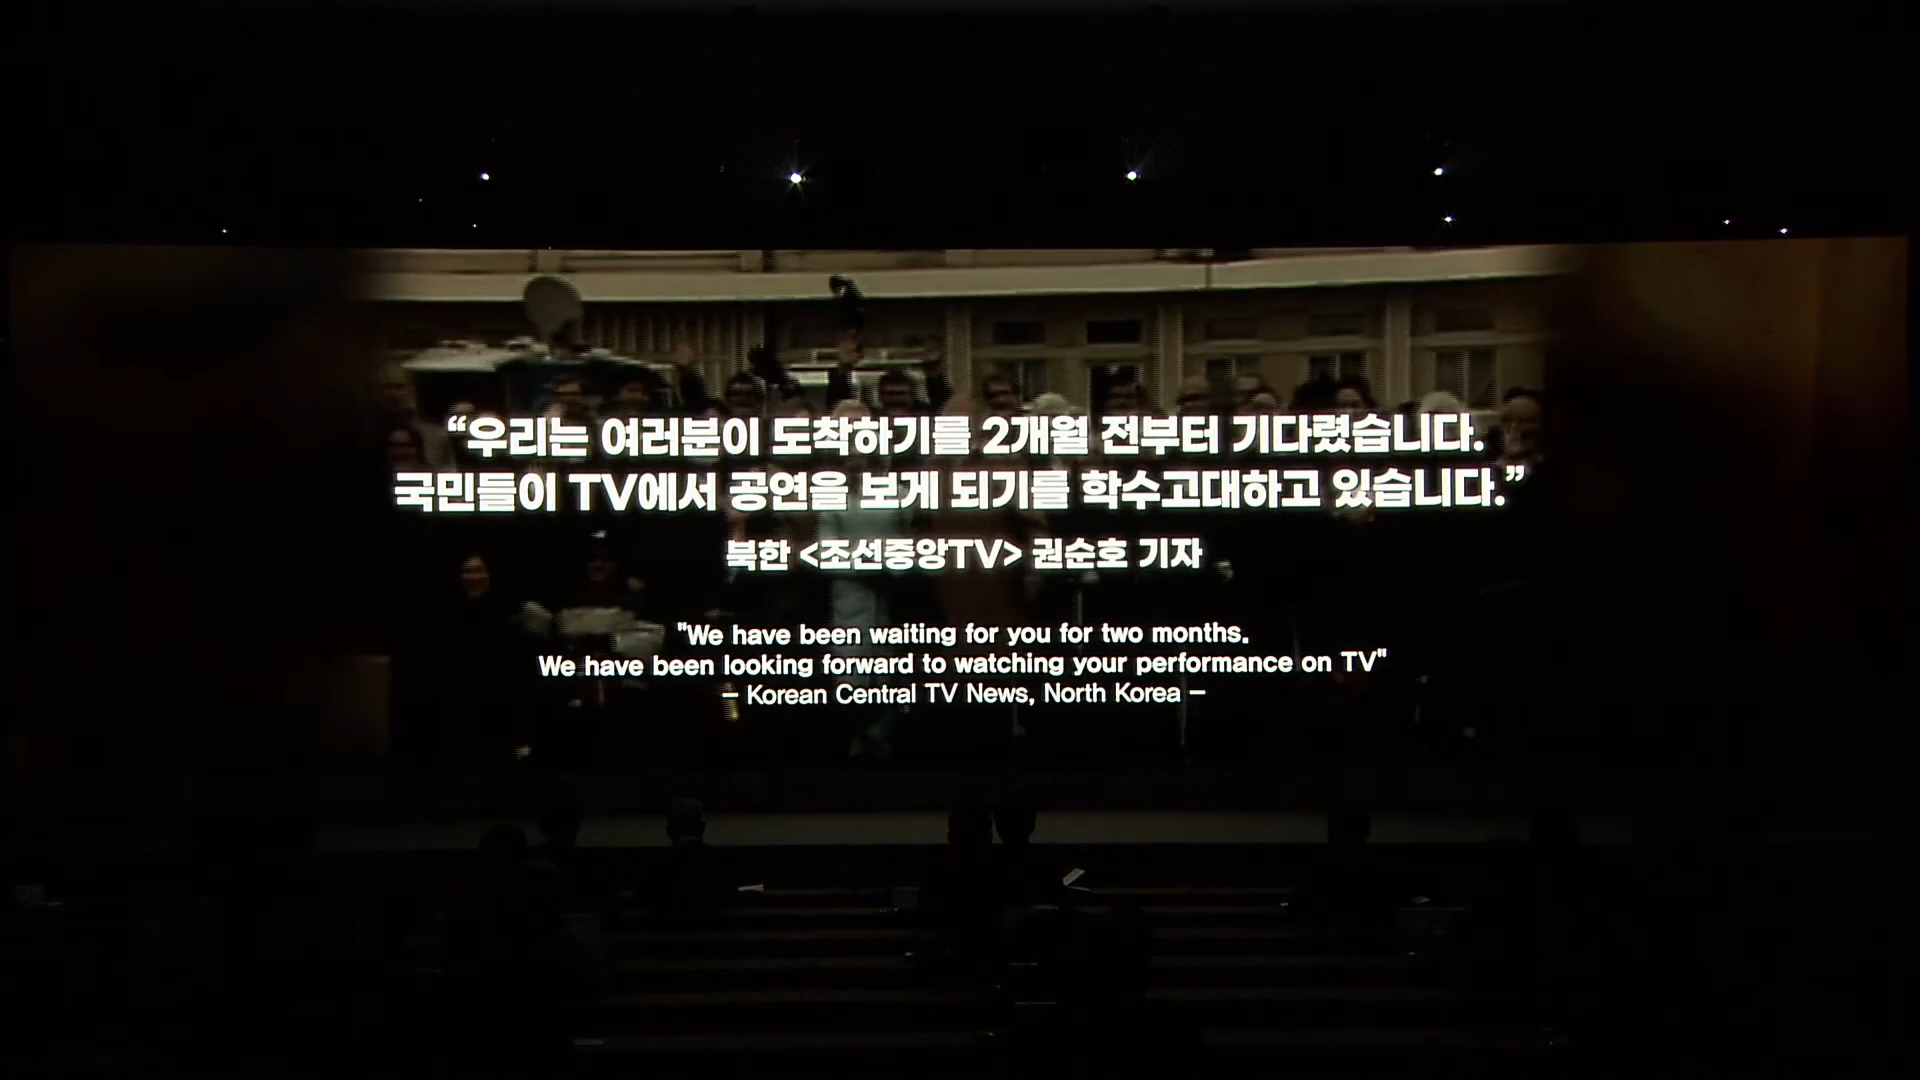 “우리는 여러분이 도착하기를 2개월 전부터 기다렸습니다.
국민들이 TV에서 공연을 보게 되기를 학수고대하고 있습니다.”
북한 <조선중앙TV> 권순호 기자
"We have been waiting for you for two months.
We have been looking forward to watching your performance on TV"
– Korean Central TV News, North Korea –